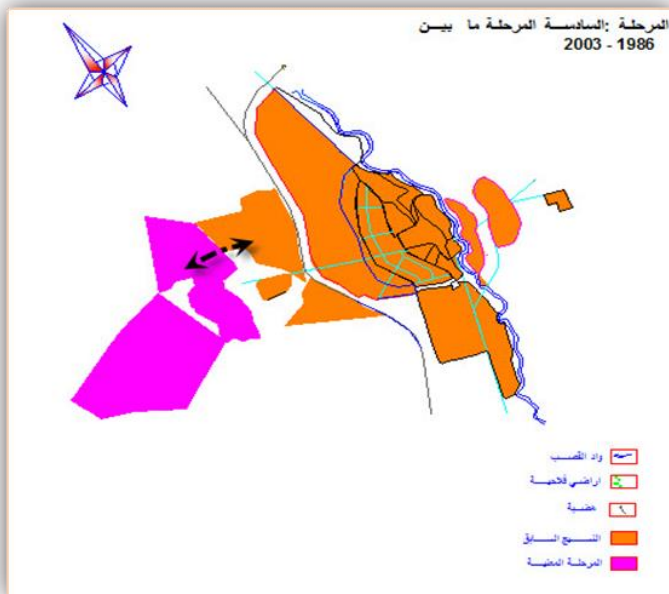 المرحلة :السادسة المرحلة ما بين
1986 - 2003
واد القصب
اراضي فلاحية
هضبة
النسيج السابق
المرحلة المعنية